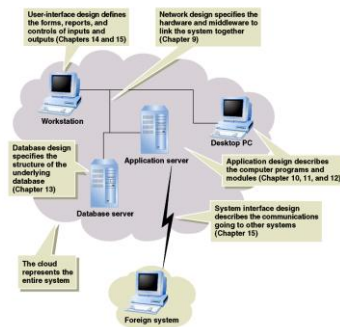 User-interface design defines
the forms, reports, and
controls of inputs and
outputs (Chapters 14 and 15)
Network design specifies the
hardware and middleware to
link the system together
(Chapter 9)
Workstation
Desktop PC
Application server
Database design
specifies the
structure of the
underlying
database
(Chapter 13)
Database server
Application design describes
the computer programs and
modules (Chapter 10, 11, and 12)
System interface design
describes the communications
going to other systems
(Chapter 15)
The cloud
represents the
entire system
Foreign system